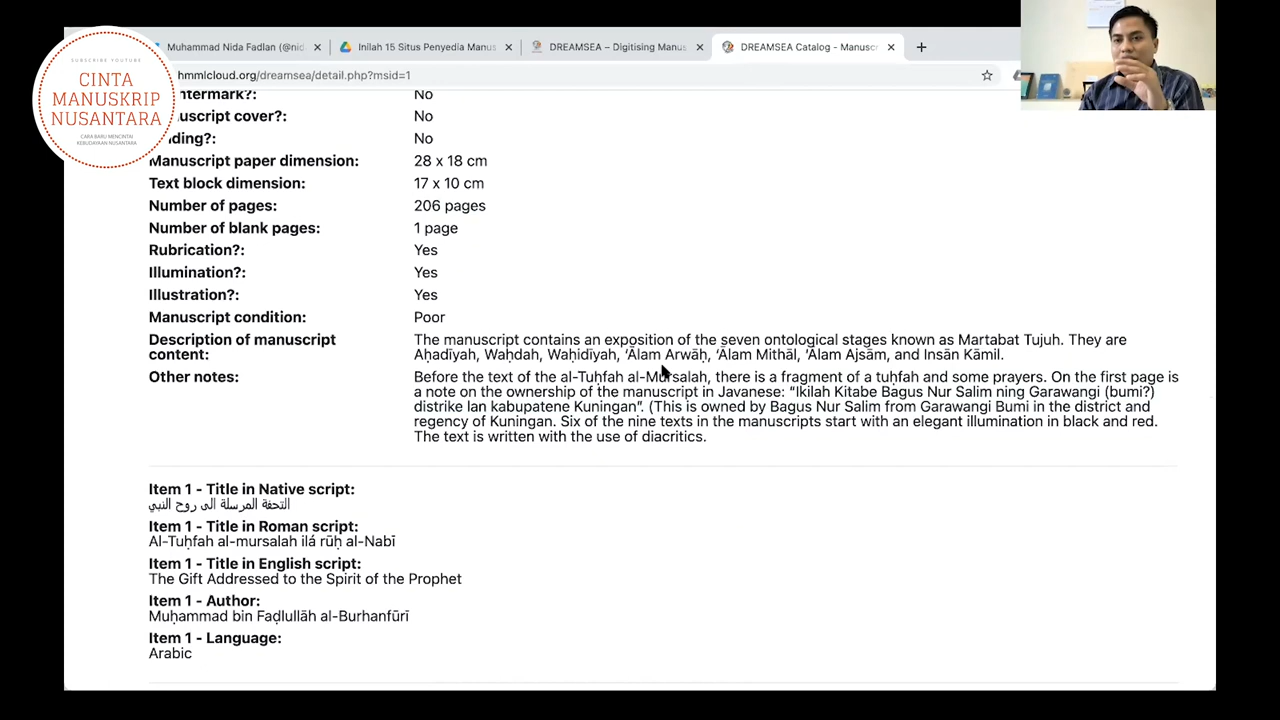 Muhammad Nida Fadlan (@nid
Inilah 15 Situs Penyedia Manus
DREAMSEA – Digitising Manus
DREAMSEA Catalog - Manuscr
hmmlcloud.org/dreamsea/detail.php?msid=1
SUBSCRIBE YOUTUBE
CINTA
MANUSKRIP
NUSANTARA
CARA BARU MENCINTAI
KEBUDAYAAN NUSANTARA
ntermark?: No
uscript cover?: No
ding?: No
Manuscript paper dimension: 28 x 18 cm
Text block dimension: 17 x 10 cm
Number of pages: 206 pages
Number of blank pages: 1 page
Rubrication?: Yes
Illumination?: Yes
Illustration?: Yes
Manuscript condition: Poor
Description of manuscript content: The manuscript contains an exposition of the seven ontological stages known as Martabat Tujuh. They are
Aḥadīyah, Waḥdah, Waḥidīyah, ‘Ālam Arwāḥ, ‘Ālam Mithāl, ‘Ālam Ajsām, and Insān Kāmil.
Other notes: Before the text of the al-Tuḥfah al-Mursalah, there is a fragment of a tuḥfah and some prayers. On the first page is
a note on the ownership of the manuscript in Javanese: “Ikilah Kitabe Bagus Nur Salim ning Garawangi (bumi?)
distrike lan kabupatene Kuningan”. (This is owned by Bagus Nur Salim from Garawangi Bumi in the district and
regency of Kuningan. Six of the nine texts in the manuscripts start with an elegant illumination in black and red.
The text is written with the use of diacritics.
Item 1 - Title in Native script:
التحفة المرسلة الى روح النبي
Item 1 - Title in Roman script:
Al-Tuḥfah al-mursalah ilá rūḥ al-Nabī
Item 1 - Title in English script:
The Gift Addressed to the Spirit of the Prophet
Item 1 - Author:
Muḥammad bin Faḍlullāh al-Burhanfūrī
Item 1 - Language:
Arabic